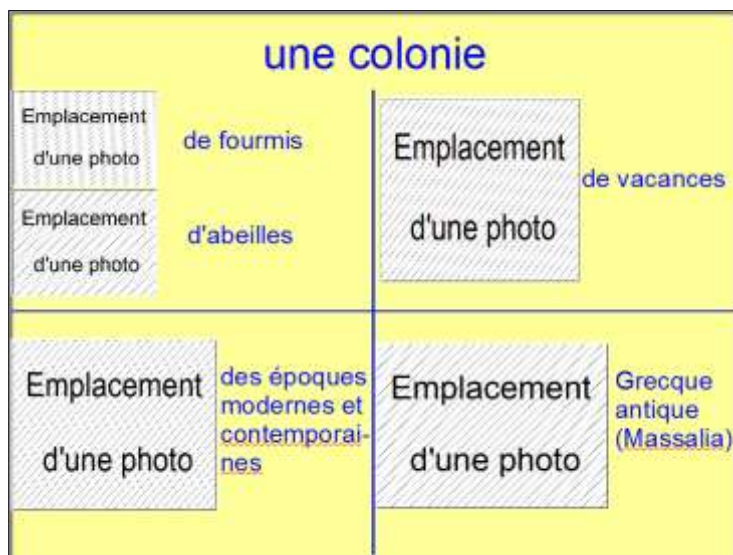 une colonie
Emplacement
d'une photo
de fourmis
Emplacement
d'une photo
d'abeilles
Emplacement
d'une photo
de vacances
Emplacement
d'une photo
des époques
modernes et
contemporai-
nes
Emplacement
d'une photo
Grecque
antique
(Massalia)